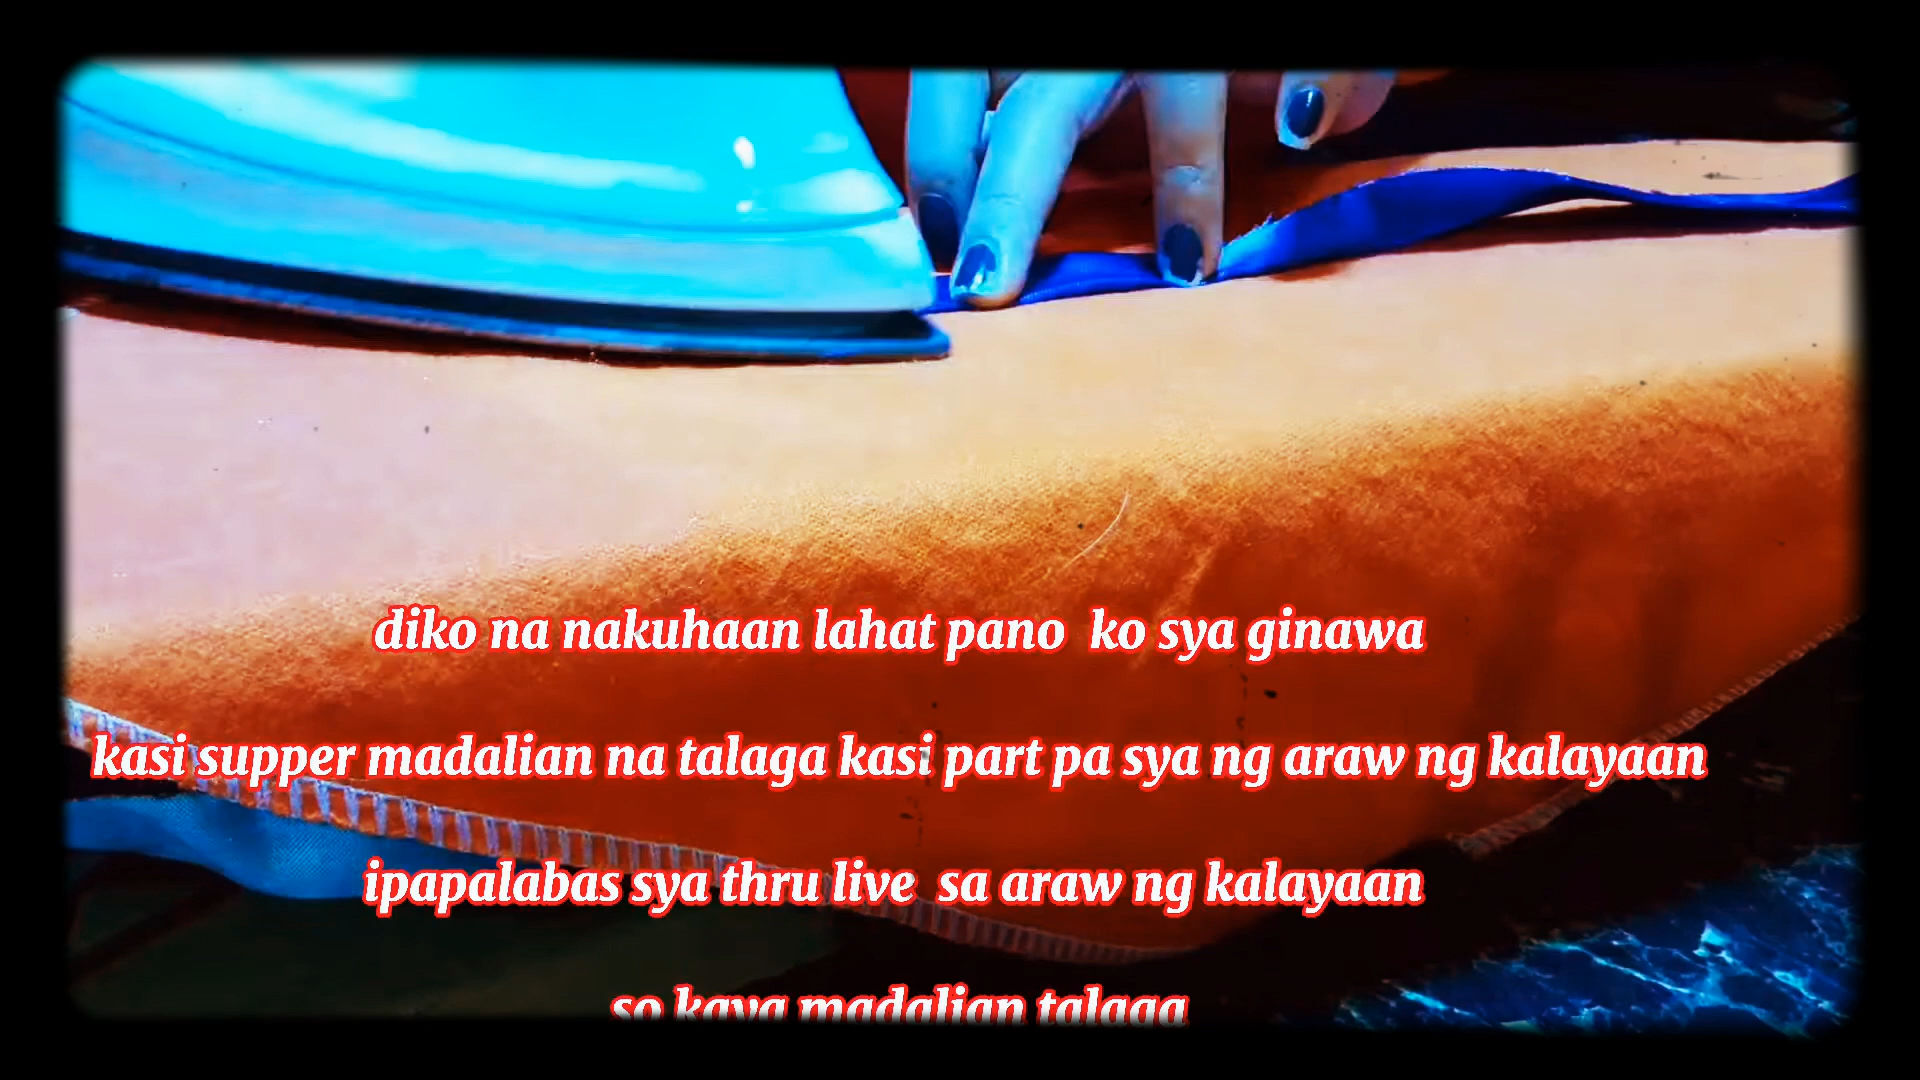 diko na nakuhaan lahat pano ko sya ginawa
kasi supper madalian na talaga kasi part pa sya ng araw ng kalayaan
ipapalabas sya thru live sa araw ng kalayaan
so kaya madalian talaga